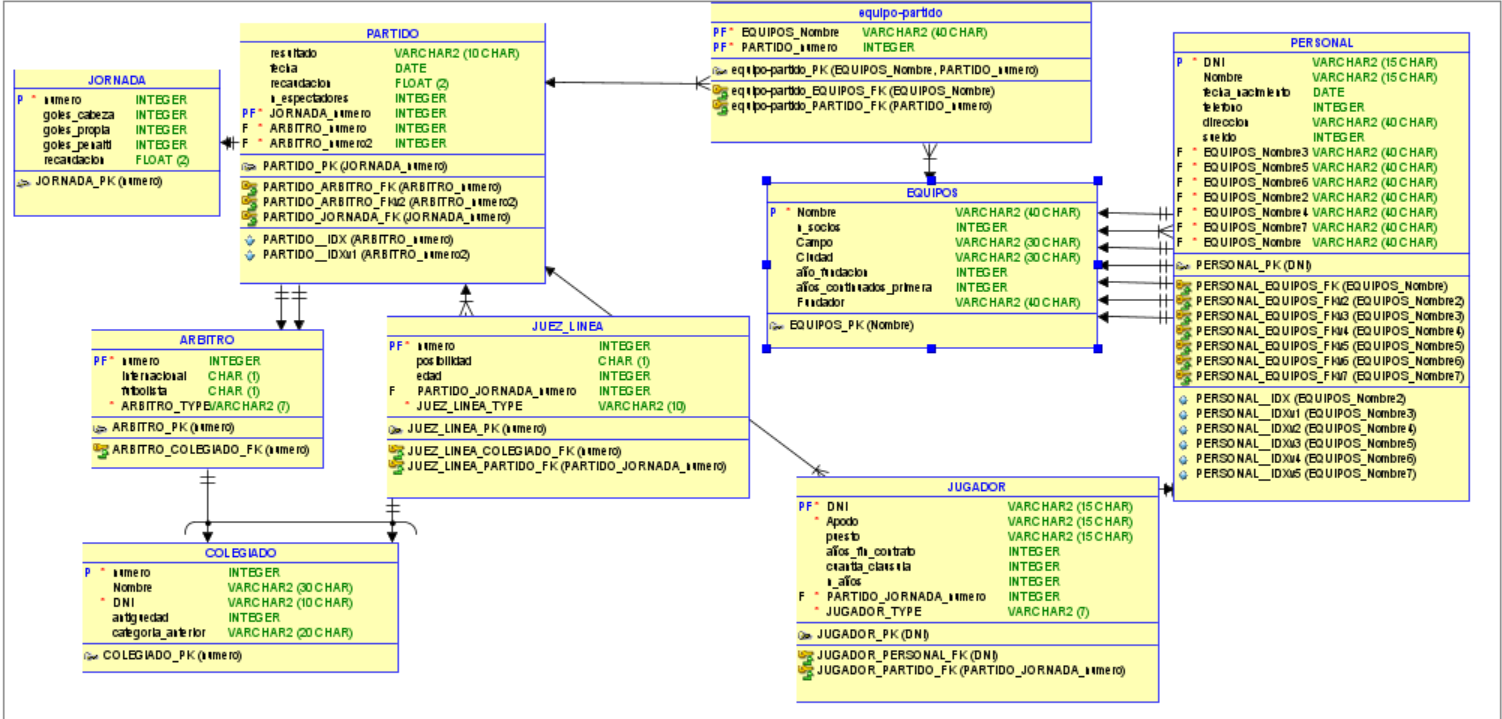 JORNADA
P * numero INTEGER
goles_cabeza INTEGER
goles_propia INTEGER
goles_penalti INTEGER
recaudacion FLOAT (2)
JORNADA_PK (numero)
PARTIDO
resultado VARCHAR2 (10 CHAR)
fecha DATE
recaudacion FLOAT (2)
n_espectadores INTEGER
PF * JORNADA_numero INTEGER
F * ARBITRO_numero INTEGER
F * ARBITRO_numero2 INTEGER
PARTIDO_PK (JORNADA_numero)
PARTIDO_ARBITRO_FK (ARBITRO_numero)
PARTIDO_ARBITRO_FKv2 (ARBITRO_numero2)
PARTIDO_JORNADA_FK (JORNADA_numero)
PARTIDO__IDX (ARBITRO_numero)
PARTIDO__IDXv1 (ARBITRO_numero2)
equipo-partido
PF * EQUIPOS_Nombre VARCHAR2 (40 CHAR)
PF * PARTIDO_numero INTEGER
equipo-partido_PK (EQUIPOS_Nombre, PARTIDO_numero)
equipo-partido_EQUIPOS_FK (EQUIPOS_Nombre)
equipo-partido_PARTIDO_FK (PARTIDO_numero)
EQUIPOS
P * Nombre VARCHAR2 (40 CHAR)
n_socios INTEGER
Campo VARCHAR2 (30 CHAR)
Ciudad VARCHAR2 (30 CHAR)
año_fundacion INTEGER
años_continuados_primera INTEGER
Fundador VARCHAR2 (40 CHAR)
EQUIPOS_PK (Nombre)
PERSONAL
P * DNI VARCHAR2 (15 CHAR)
Nombre VARCHAR2 (15 CHAR)
fecha_nacimiento DATE
telefono INTEGER
direccion VARCHAR2 (40 CHAR)
sueldo INTEGER
F * EQUIPOS_Nombre3 VARCHAR2 (40 CHAR)
F * EQUIPOS_Nombre5 VARCHAR2 (40 CHAR)
F * EQUIPOS_Nombre6 VARCHAR2 (40 CHAR)
F * EQUIPOS_Nombre2 VARCHAR2 (40 CHAR)
F * EQUIPOS_Nombre4 VARCHAR2 (40 CHAR)
F * EQUIPOS_Nombre7 VARCHAR2 (40 CHAR)
F * EQUIPOS_Nombre VARCHAR2 (40 CHAR)
PERSONAL_PK (DNI)
PERSONAL_EQUIPOS_FK (EQUIPOS_Nombre)
PERSONAL_EQUIPOS_FKv2 (EQUIPOS_Nombre2)
PERSONAL_EQUIPOS_FKv3 (EQUIPOS_Nombre3)
PERSONAL_EQUIPOS_FKv4 (EQUIPOS_Nombre4)
PERSONAL_EQUIPOS_FKv5 (EQUIPOS_Nombre5)
PERSONAL_EQUIPOS_FKv6 (EQUIPOS_Nombre6)
PERSONAL_EQUIPOS_FKv7 (EQUIPOS_Nombre7)
PERSONAL__IDX (EQUIPOS_Nombre2)
PERSONAL__IDXv1 (EQUIPOS_Nombre3)
PERSONAL__IDXv2 (EQUIPOS_Nombre4)
PERSONAL__IDXv3 (EQUIPOS_Nombre5)
PERSONAL__IDXv4 (EQUIPOS_Nombre6)
PERSONAL__IDXv5 (EQUIPOS_Nombre7)
ARBITRO
PF * numero INTEGER
internacional CHAR (1)
futbolista CHAR (1)
* ARBITRO_TYPE VARCHAR2 (7)
ARBITRO_PK (numero)
ARBITRO_COLEGIADO_FK (numero)
JUEZ_LINEA
PF * numero INTEGER
posibilidad CHAR (1)
edad INTEGER
F PARTIDO_JORNADA_numero INTEGER
* JUEZ_LINEA_TYPE VARCHAR2 (10)
JUEZ_LINEA_PK (numero)
JUEZ_LINEA_COLEGIADO_FK (numero)
JUEZ_LINEA_PARTIDO_FK (PARTIDO_JORNADA_numero)
JUGADOR
PF * DNI VARCHAR2 (15 CHAR)
* Apodo VARCHAR2 (15 CHAR)
puesto VARCHAR2 (15 CHAR)
años_fin_contrato INTEGER
cuantia_clausula INTEGER
n_años INTEGER
F * PARTIDO_JORNADA_numero INTEGER
* JUGADOR_TYPE VARCHAR2 (7)
JUGADOR_PK (DNI)
JUGADOR_PERSONAL_FK (DNI)
JUGADOR_PARTIDO_FK (PARTIDO_JORNADA_numero)
COLEGIADO
P * numero INTEGER
Nombre VARCHAR2 (30 CHAR)
* DNI VARCHAR2 (10 CHAR)
antiguedad INTEGER
categoria_anterior VARCHAR2 (20 CHAR)
COLEGIADO_PK (numero)